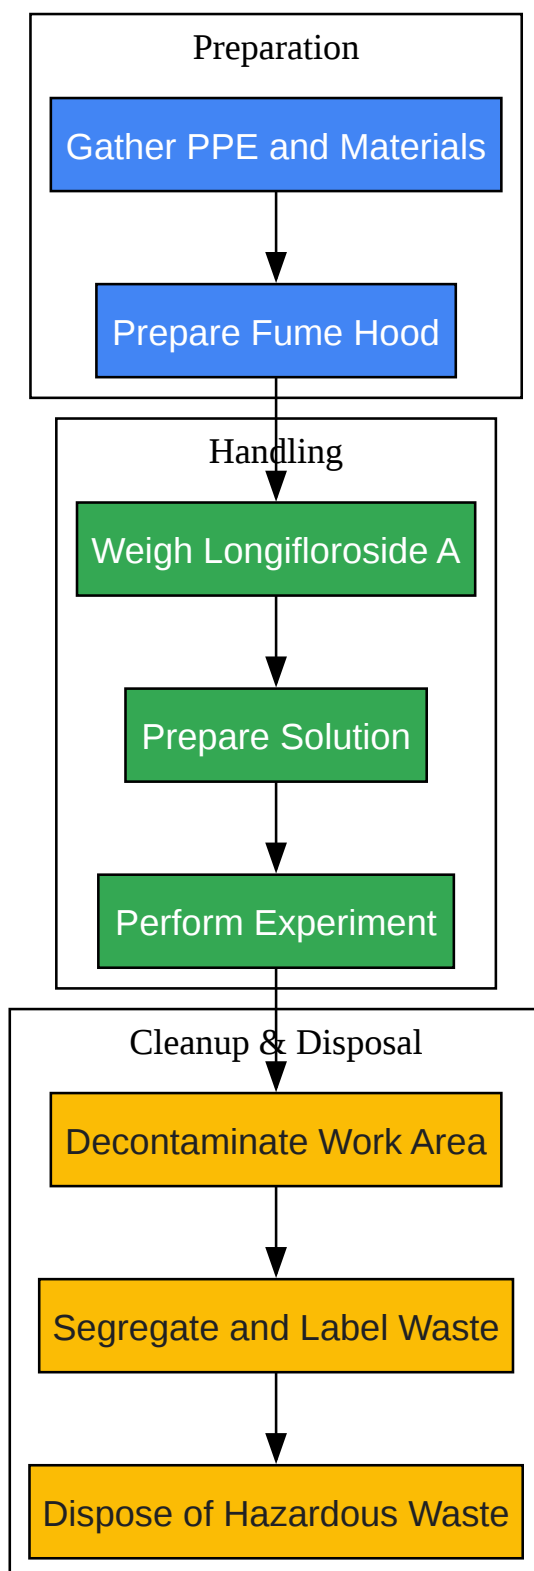 Preparation
Gather PPE and Materials
Prepare Fume Hood
Handling
Weigh Longifloroside A
Prepare Solution
Perform Experiment
Cleanup & Disposal
Decontaminate Work Area
Segregate and Label Waste
Dispose of Hazardous Waste